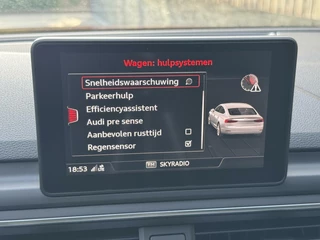 Wagen: hulpsystemen
Snelheidswaarschuwing
Parkeerhulp
Efficiencyassistent
Audi pre sense
Aanbevolen rusttijd
Regensensor
18:53 SKYRADIO